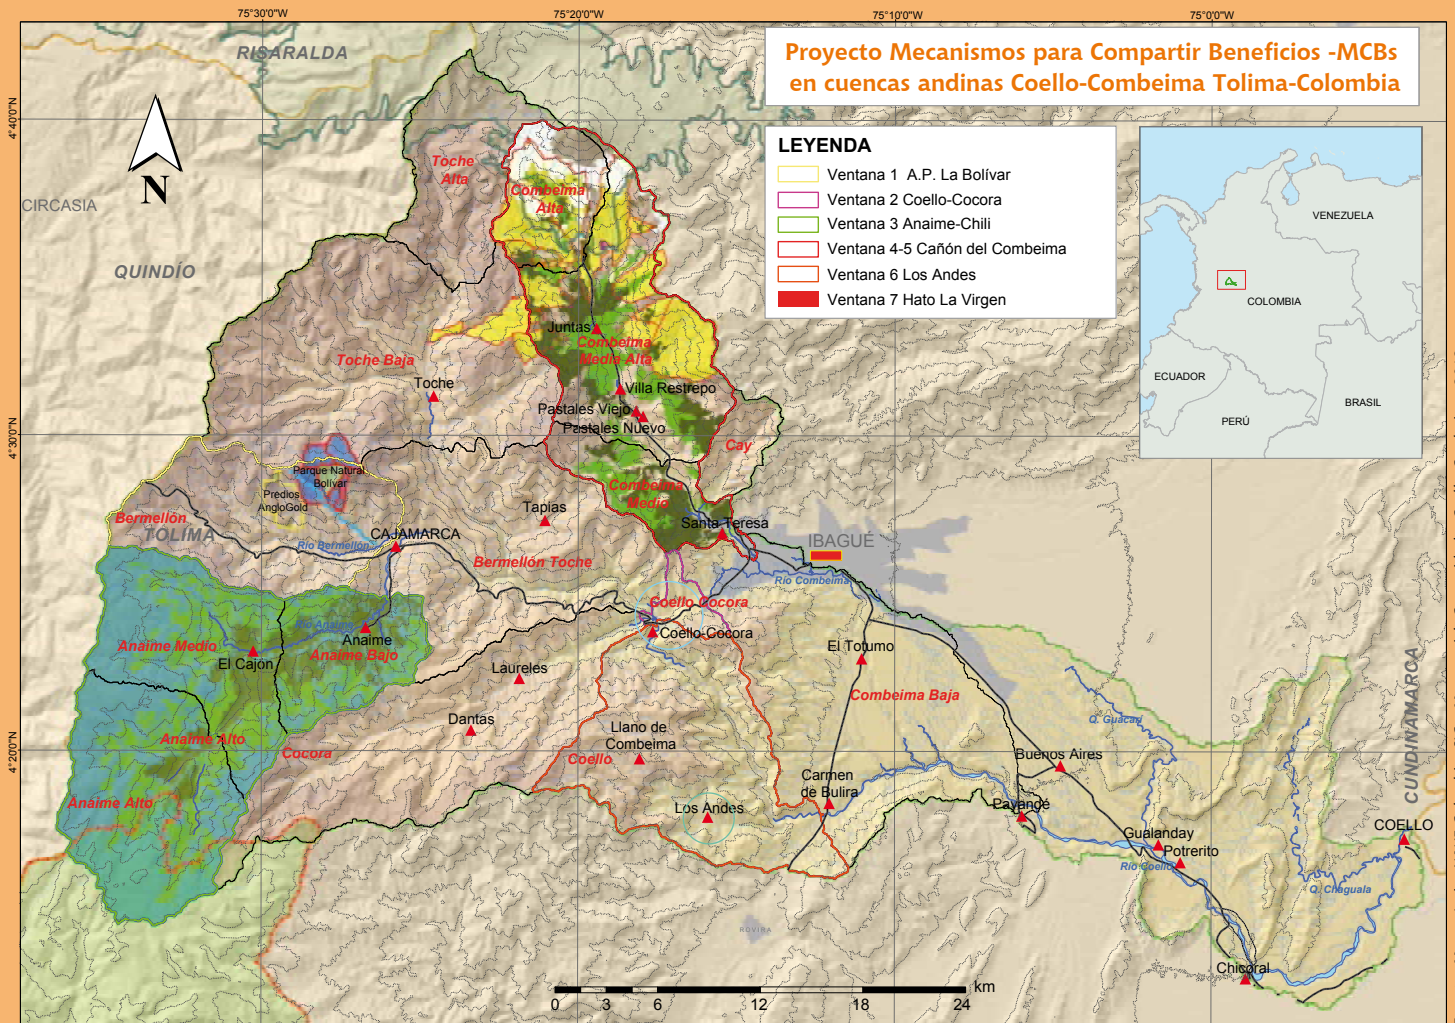 75°30'0"W
75°20'0"W
75°10'0"W
75°0'0"W
Proyecto Mecanismos para Compartir Beneficios -MCBs
en cuencas andinas Coello-Combeima Tolima-Colombia
LEYENDA
Ventana 1 A.P. La Bolívar
Ventana 2 Coello-Cocora
Ventana 3 Anaime-Chili
Ventana 4-5 Cañón del Combeima
Ventana 6 Los Andes
Ventana 7 Hato La Virgen
VENEZUELA
COLOMBIA
ECUADOR
PERÚ
BRASIL
4°40'0"N
4°30'0"N
4°20'0"N
N
RISARALDA
CIRCASIA
QUINDÍO
Toche
Alta
Combeima
Alta
Juntas
Combeima
Media Alta
Toche Baja
Toche
Villa Restrepo
Pastales Viejo
Pastales Nuevo
Cay
Parque Natural
Bolívar
Predios
AngloGold
Combeima
Medio
Tapias
Santa Teresa
Bermellón
TOLIMA
CAJAMARCA
Río Bermellón
IBAGUÉ
Bermellón Toche
Río Combeima
Coello Cocora
Río Anaime
Anaime
Coello-Cocora
Anaime Medio
El Cajón
Anaime Bajo
El Totumo
Laureles
Combeima Baja
CUNDINAMARCA
Dantas
Llano de
Combeima
Q. Guacarí
Anaime Alto
Cocora
Coello
Buenos Aires
Carmen
de Bulira
Anaime Alto
Los Andes
Payandé
COELLO
Gualanday
Potrerito
Río Coello
Q. Chaguala
ROVIRA
Chicoral
km
0 3 6 12 18 24